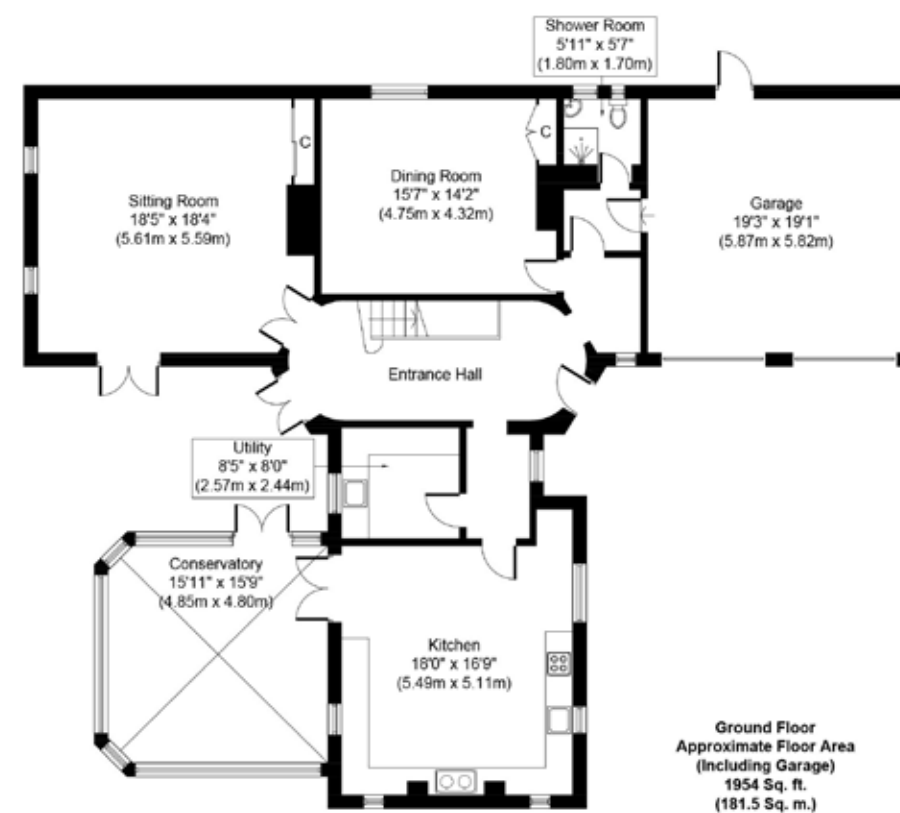 Shower Room
5'11" x 5'7"
(1.80m x 1.70m)
C
C
Dining Room
15'7" x 14'2"
(4.75m x 4.32m)
Sitting Room
18'5" x 18'4"
(5.61m x 5.59m)
Garage
19'3" x 19'1"
(5.87m x 5.82m)
Entrance Hall
Utility
8'5" x 8'0"
(2.57m x 2.44m)
Conservatory
15'11" x 15'9"
(4.85m x 4.80m)
Kitchen
18'0" x 16'9"
(5.49m x 5.11m)
Ground Floor
Approximate Floor Area
(Including Garage)
1954 Sq. ft.
(181.5 Sq. m.)